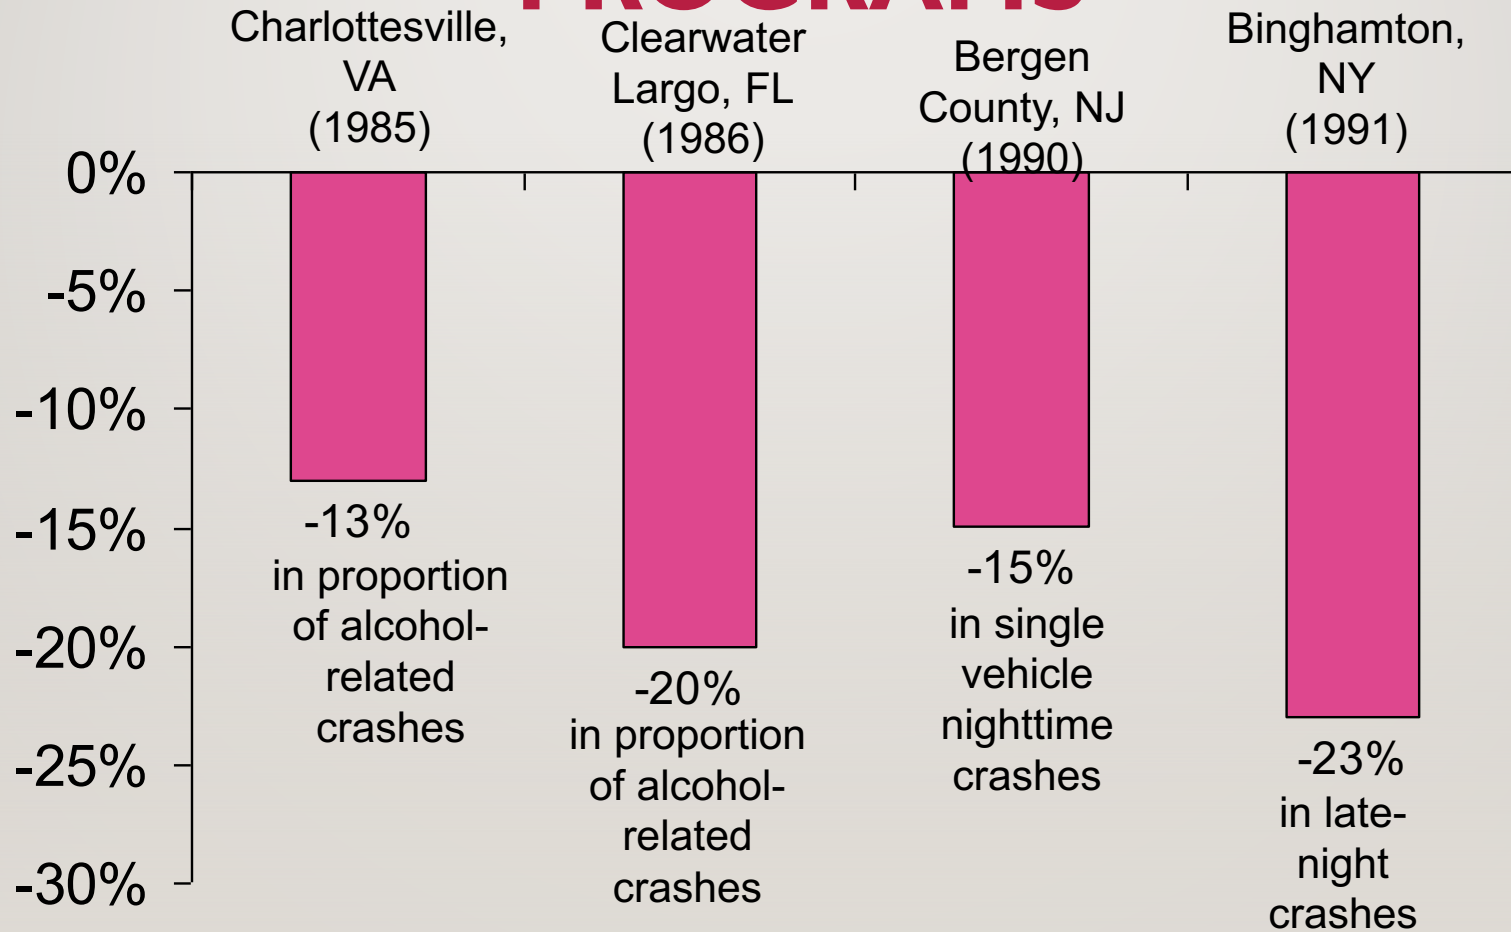 PROGRAMS
Charlottesville,
VA
(1985)
Clearwater
Largo, FL
(1986)
Bergen
County, NJ
(1990)
Binghamton,
NY
(1991)
0%
-5%
-10%
-15%
-20%
-25%
-30%
-13%
in proportion
of alcohol-
related
crashes
-20%
in proportion
of alcohol-
related
crashes
-15%
in single
vehicle
nighttime
crashes
-23%
in late-
night
crashes